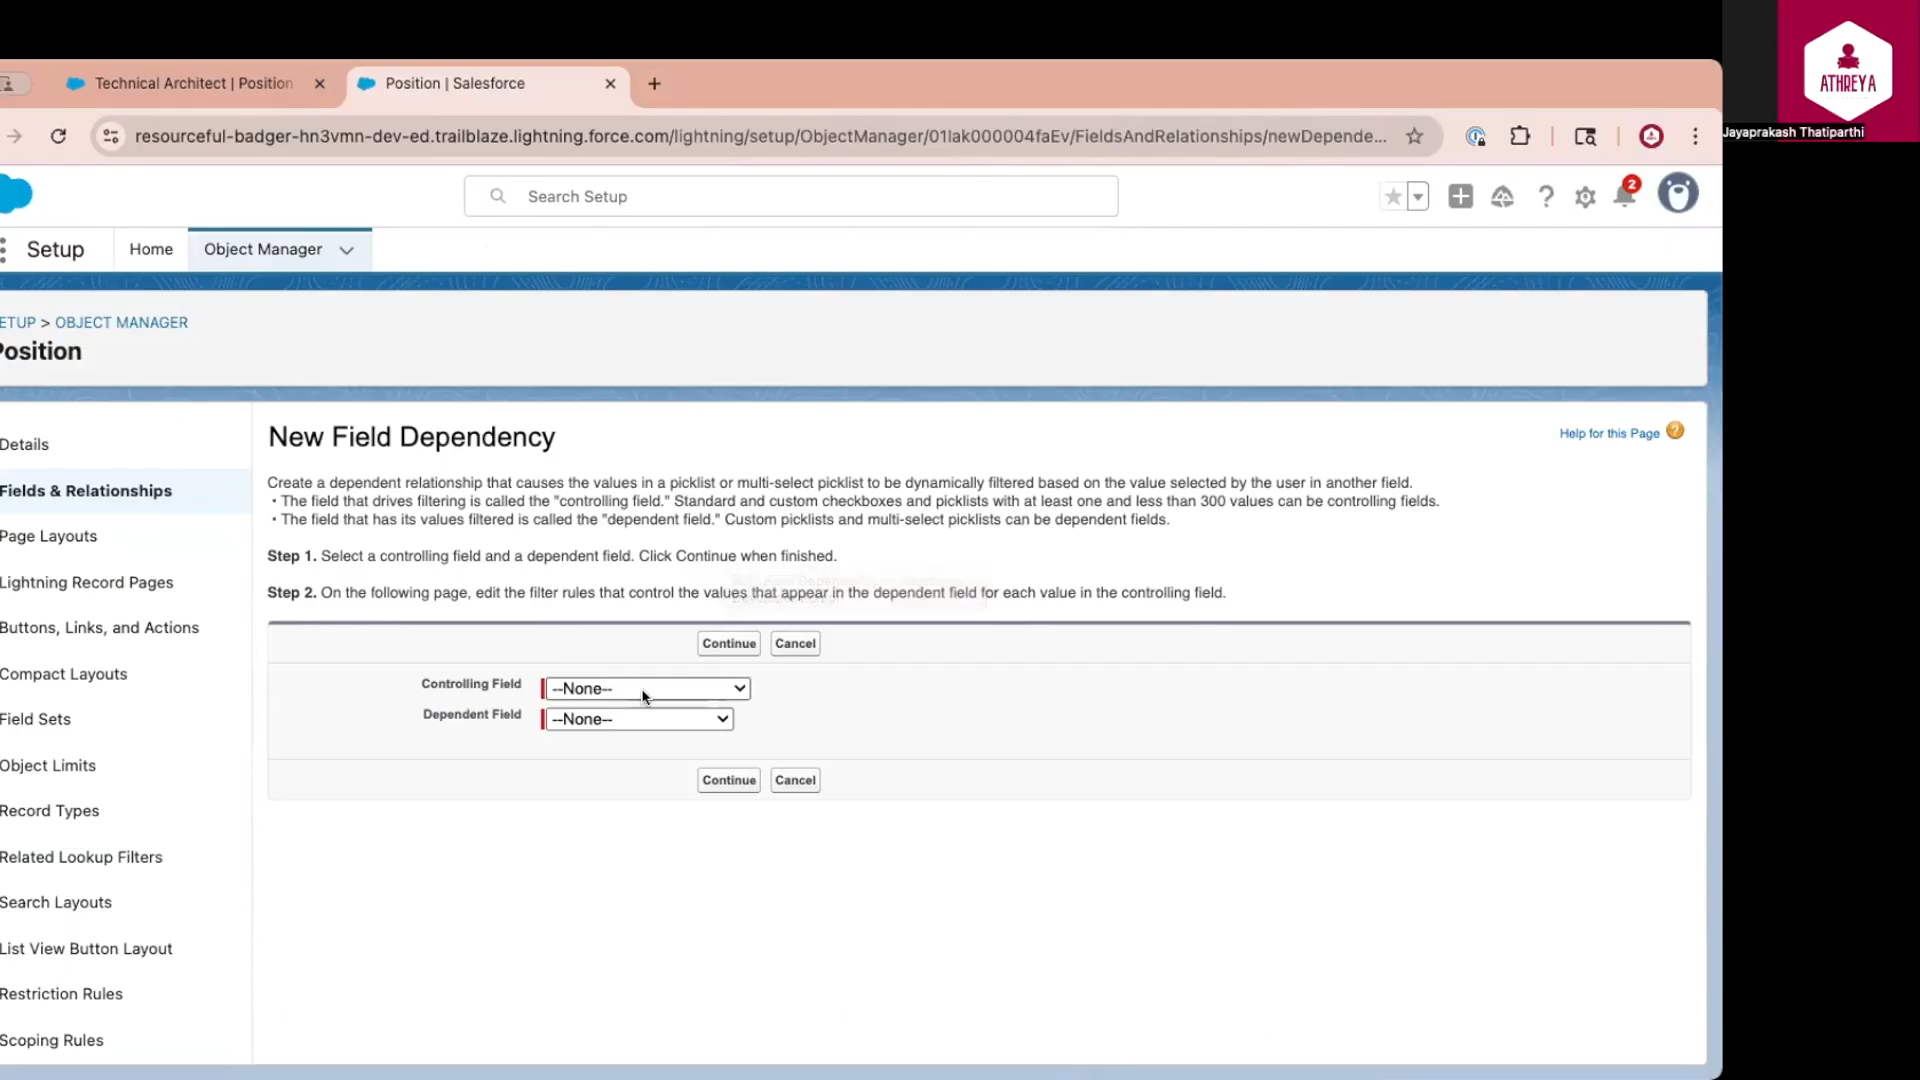 Technical Architect | Position
Position | Salesforce
ATHREYA
Jayaprakash Thatiparthi
resourceful-badger-hn3vmn-dev-ed.trailblaze.lightning.force.com/lightning/setup/ObjectManager/01lak000004faEv/FieldsAndRelationships/newDepende...
Search Setup
2
Setup
Home
Object Manager
ETUP > OBJECT MANAGER
Position
Details
Fields & Relationships
Page Layouts
Lightning Record Pages
Buttons, Links, and Actions
Compact Layouts
Field Sets
Object Limits
Record Types
Related Lookup Filters
Search Layouts
List View Button Layout
Restriction Rules
Scoping Rules
New Field Dependency
Help for this Page ?
Create a dependent relationship that causes the values in a picklist or multi-select picklist to be dynamically filtered based on the value selected by the user in another field.
• The field that drives filtering is called the "controlling field." Standard and custom checkboxes and picklists with at least one and less than 300 values can be controlling fields.
• The field that has its values filtered is called the "dependent field." Custom picklists and multi-select picklists can be dependent fields.
Step 1. Select a controlling field and a dependent field. Click Continue when finished.
Step 2. On the following page, edit the filter rules that control the values that appear in the dependent field for each value in the controlling field.
Continue Cancel
Controlling Field --None--
Dependent Field --None--
Continue Cancel